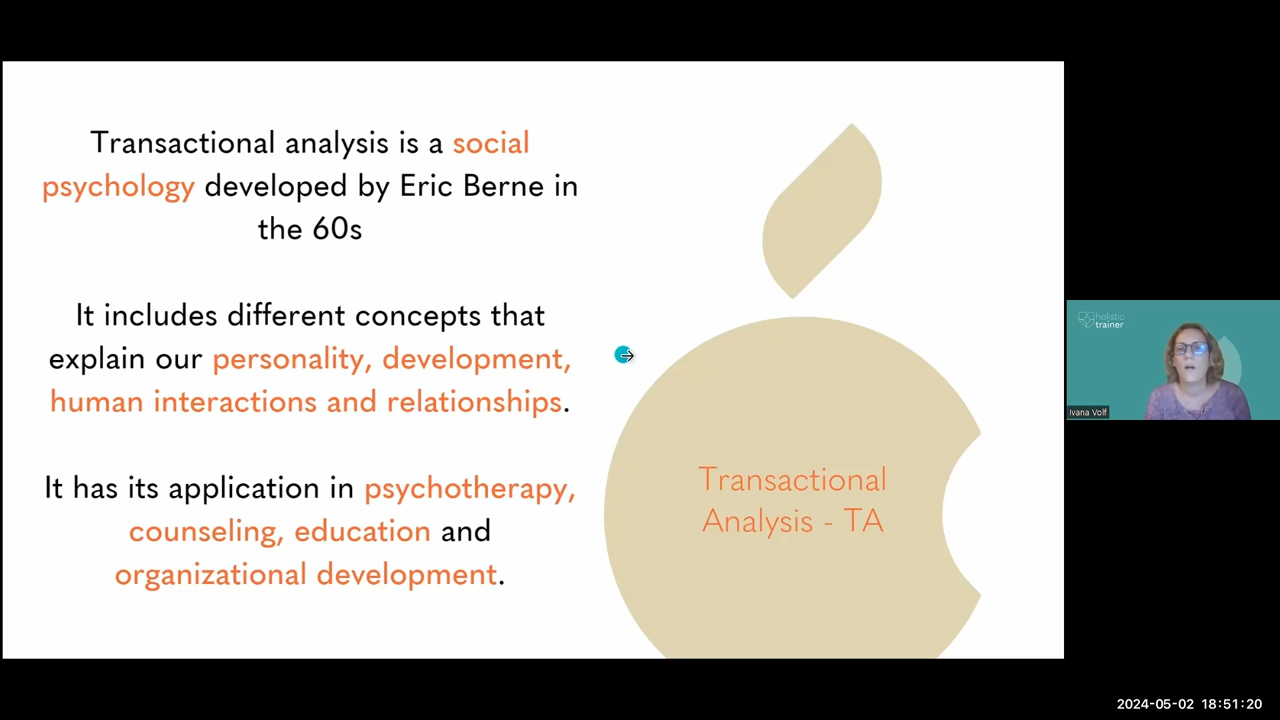 Transactional analysis is a social
psychology developed by Eric Berne in
the 60s
It includes different concepts that
explain our personality, development,
human interactions and relationships.
It has its application in psychotherapy,
counseling, education and
organizational development.
Transactional
Analysis - TA
holistic
trainer
Ivana Volf
2024-05-02 18:51:20